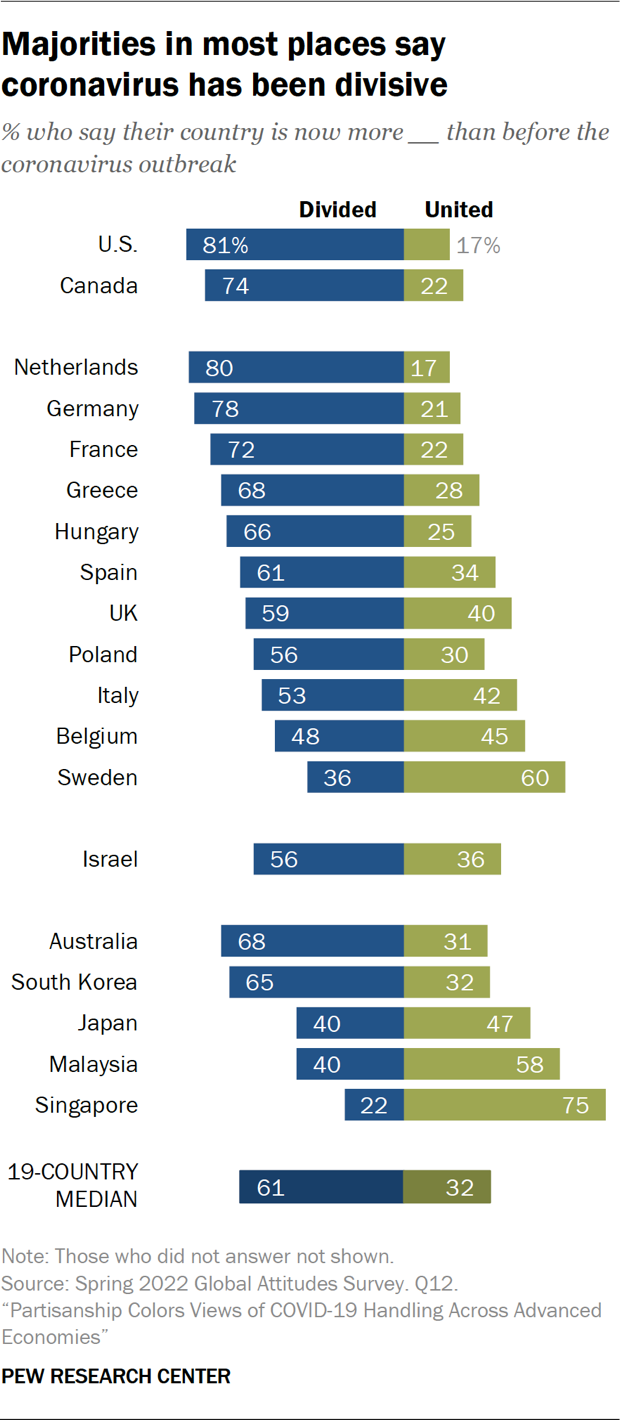 Majorities in most places say
coronavirus has been divisive
% who say their country is now more __ than before the
coronavirus outbreak
Divided United
U.S. 81% 17%
Canada 74 22
Netherlands 80 17
Germany 78 21
France 72 22
Greece 68 28
Hungary 66 25
Spain 61 34
UK 59 40
Poland 56 30
Italy 53 42
Belgium 48 45
Sweden 36 60
Israel 56 36
Australia 68 31
South Korea 65 32
Japan 40 47
Malaysia 40 58
Singapore 22 75
19-COUNTRY
MEDIAN 61 32
Note: Those who did not answer not shown.
Source: Spring 2022 Global Attitudes Survey. Q12.
“Partisanship Colors Views of COVID-19 Handling Across Advanced
Economies”
PEW RESEARCH CENTER